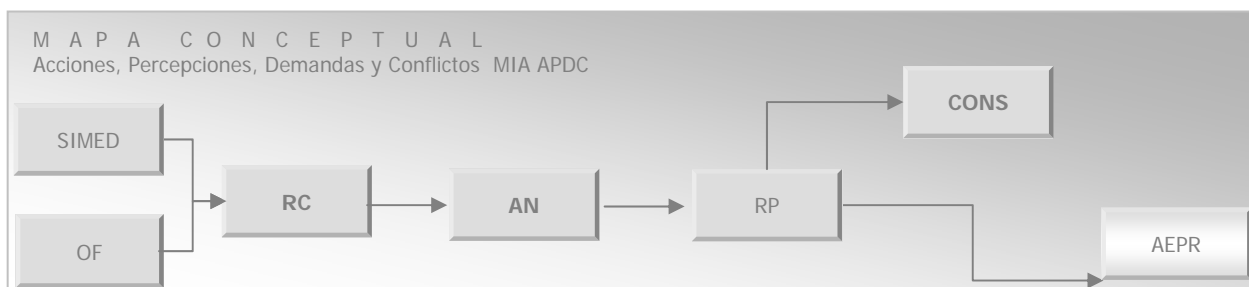 M A P A C O N C E P T U A L
Acciones, Percepciones, Demandas y Conflictos MIA APDC
CONS
SIMED
RC
AN
RP
OF
AEPR